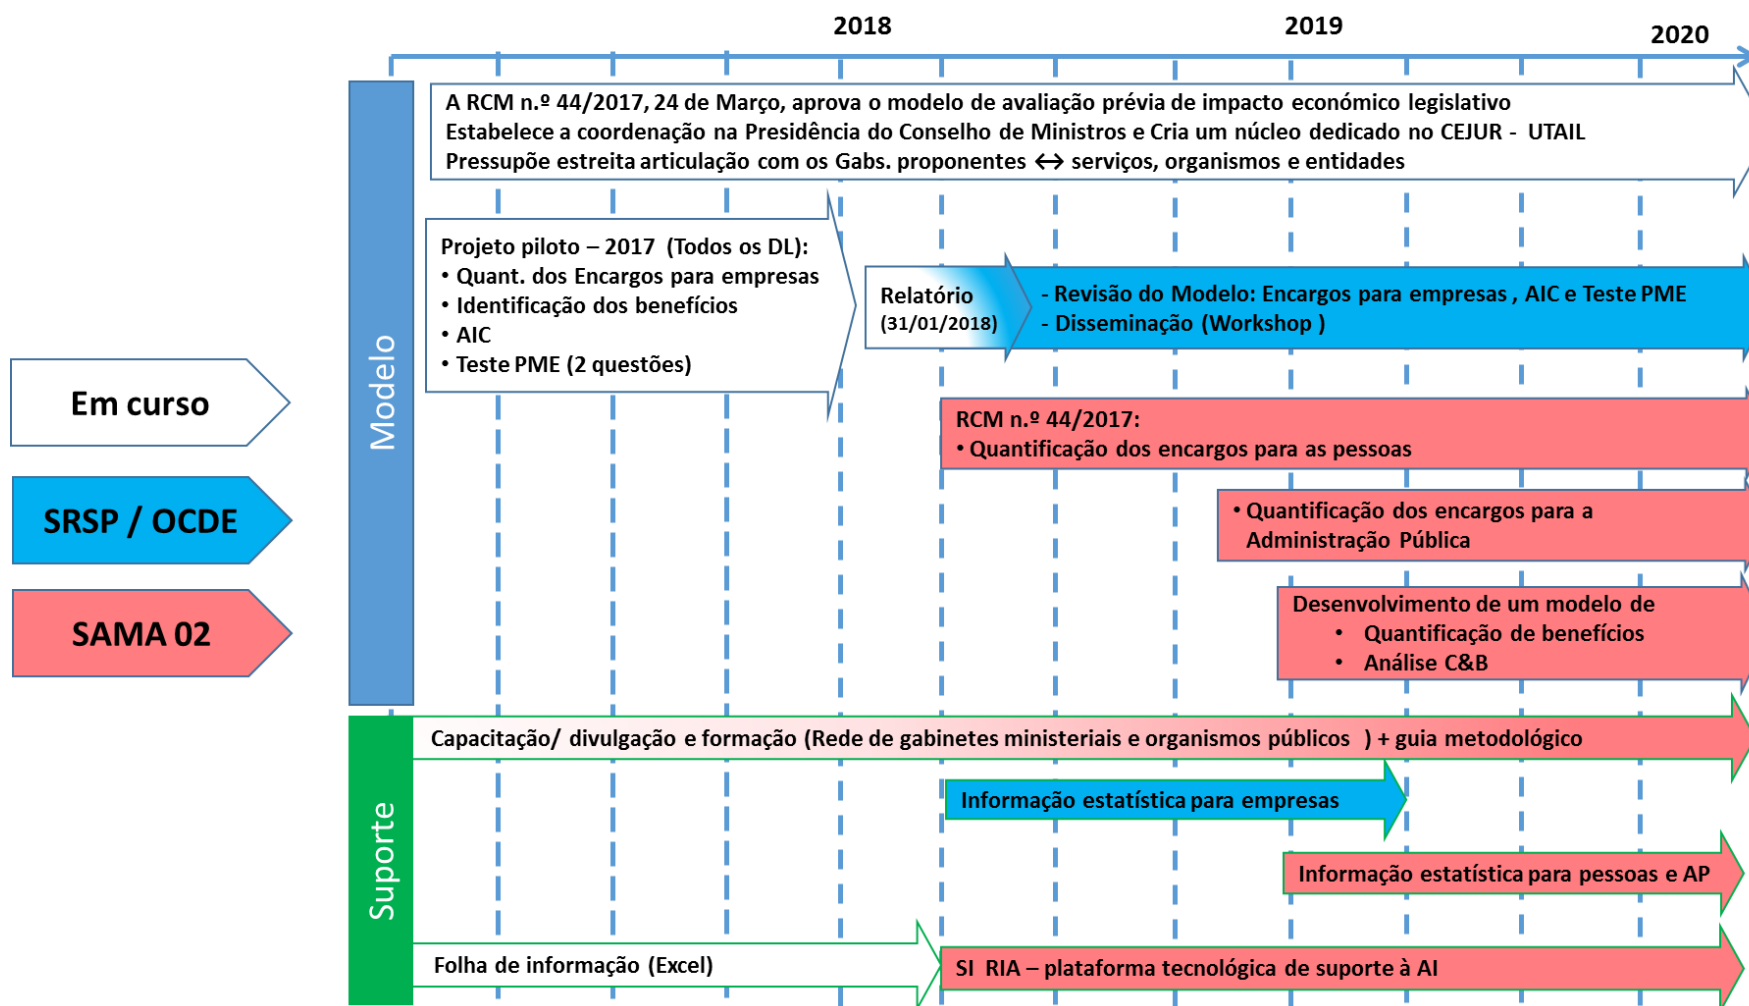 2018
2019
2020
A RCM n.º 44/2017, 24 de Março, aprova o modelo de avaliação prévia de impacto económico legislativo
Estabelece a coordenação na Presidência do Conselho de Ministros e Cria um núcleo dedicado no CEJUR - UTAIL
Pressupõe estreita articulação com os Gabs. proponentes ↔ serviços, organismos e entidades
Modelo
Projeto piloto – 2017 (Todos os DL):
• Quant. dos Encargos para empresas
• Identificação dos benefícios
• AIC
• Teste PME (2 questões)
Relatório
(31/01/2018)
- Revisão do Modelo: Encargos para empresas , AIC e Teste PME
- Disseminação (Workshop )
Em curso
SRSP / OCDE
SAMA 02
RCM n.º 44/2017:
• Quantificação dos encargos para as pessoas
• Quantificação dos encargos para a
Administração Pública
Desenvolvimento de um modelo de
• Quantificação de benefícios
• Análise C&B
Suporte
Capacitação/ divulgação e formação (Rede de gabinetes ministeriais e organismos públicos ) + guia metodológico
Informação estatística para empresas
Informação estatística para pessoas e AP
Folha de informação (Excel)
SI RIA – plataforma tecnológica de suporte à AI